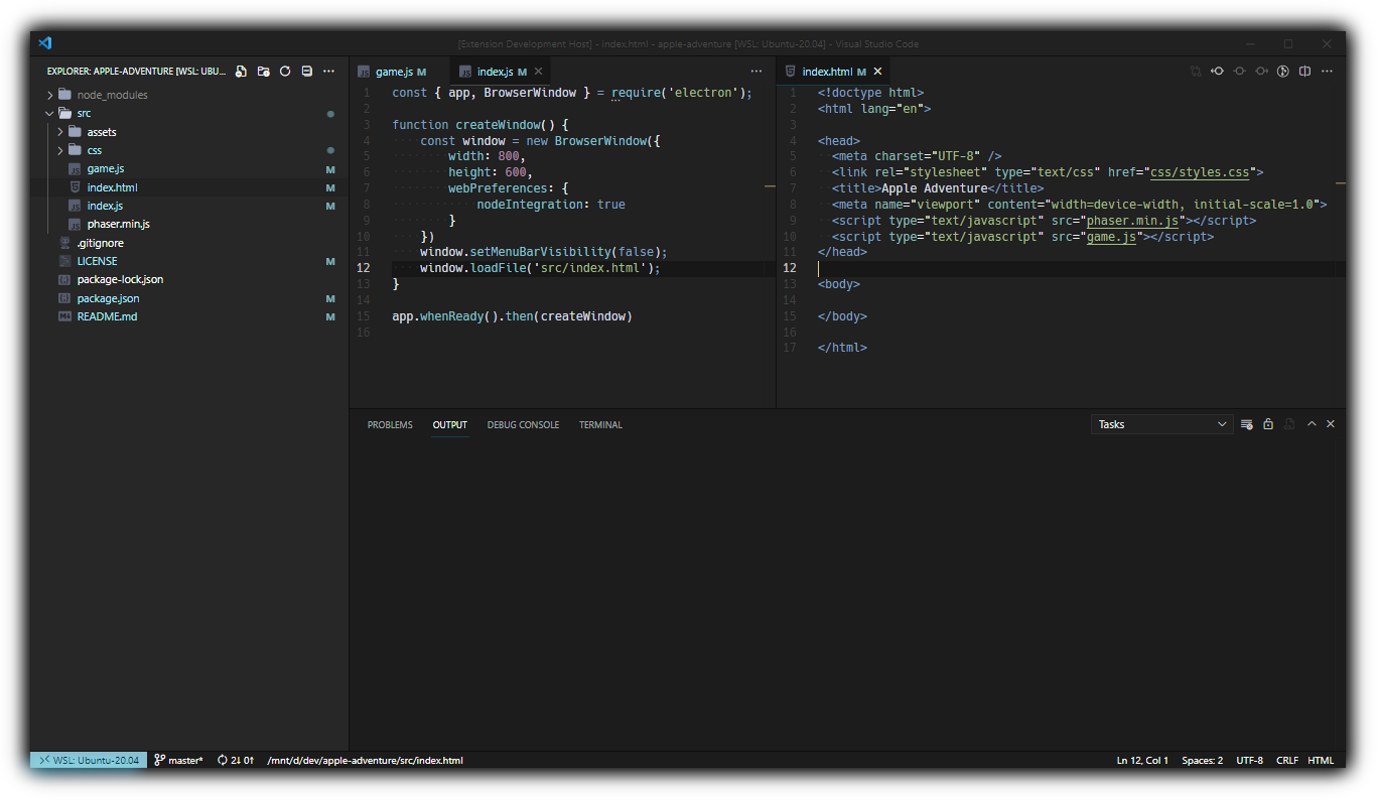 [Extension Development Host] - index.html - apple-adventure [WSL: Ubuntu-20.04] - Visual Studio Code
EXPLORER: APPLE-ADVENTURE [WSL: UBU...
node_modules
src
assets
css
game.js M
index.html M
index.js M
phaser.min.js
.gitignore
LICENSE M
package-lock.json
package.json M
README.md M
game.js M
index.js M
1 const { app, BrowserWindow } = require('electron');
2
3 function createWindow() {
4 const window = new BrowserWindow({
5 width: 800,
6 height: 600,
7 webPreferences: {
8 nodeIntegration: true
9 }
10 })
11 window.setMenuBarVisibility(false);
12 window.loadFile('src/index.html');
13 }
14
15 app.whenReady().then(createWindow)
16
index.html M
1 <!doctype html>
2 <html lang="en">
3
4 <head>
5 <meta charset="UTF-8" />
6 <link rel="stylesheet" type="text/css" href="css/styles.css">
7 <title>Apple Adventure</title>
8 <meta name="viewport" content="width=device-width, initial-scale=1.0">
9 <script type="text/javascript" src="phaser.min.js"></script>
10 <script type="text/javascript" src="game.js"></script>
11 </head>
12
13 <body>
14
15 </body>
16
17 </html>
PROBLEMS OUTPUT DEBUG CONSOLE TERMINAL
Tasks
WSL: Ubuntu-20.04 master* 2↓ 0↑ /mnt/d/dev/apple-adventure/src/index.html
Ln 12, Col 1 Spaces: 2 UTF-8 CRLF HTML